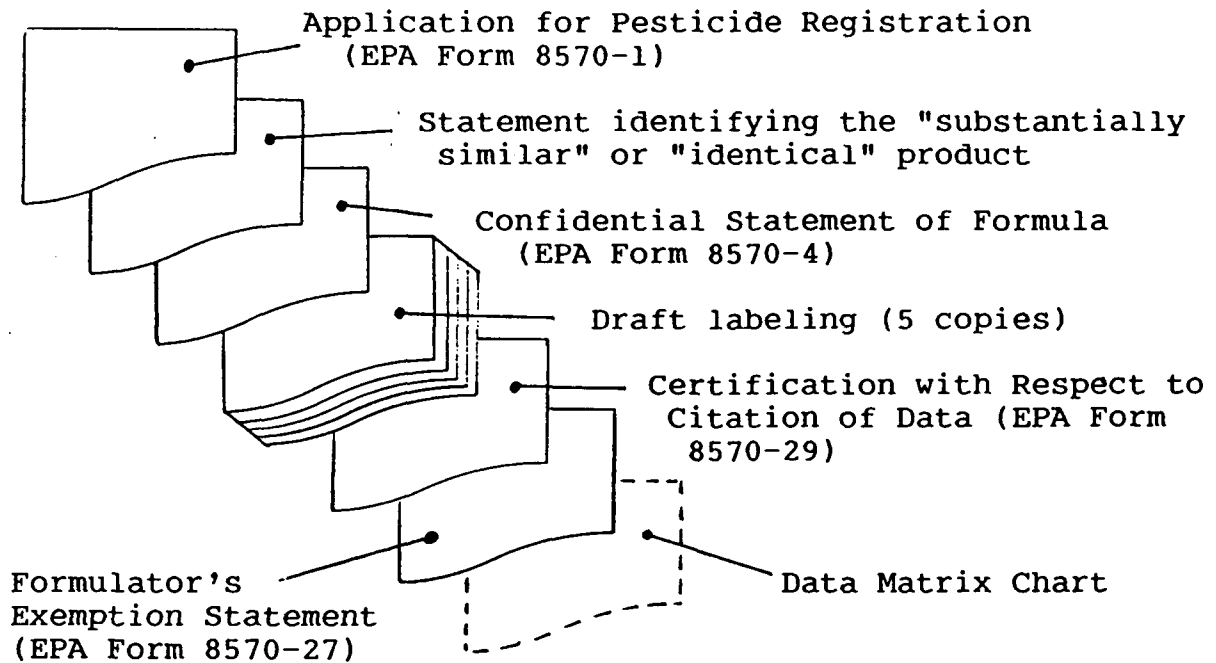 Application for Pesticide Registration
(EPA Form 8570-1)
Statement identifying the "substantially
similar" or "identical" product
Confidential Statement of Formula
(EPA Form 8570-4)
Draft labeling (5 copies)
Certification with Respect to
Citation of Data (EPA Form
8570-29)
Formulator's
Exemption Statement
(EPA Form 8570-27)
Data Matrix Chart